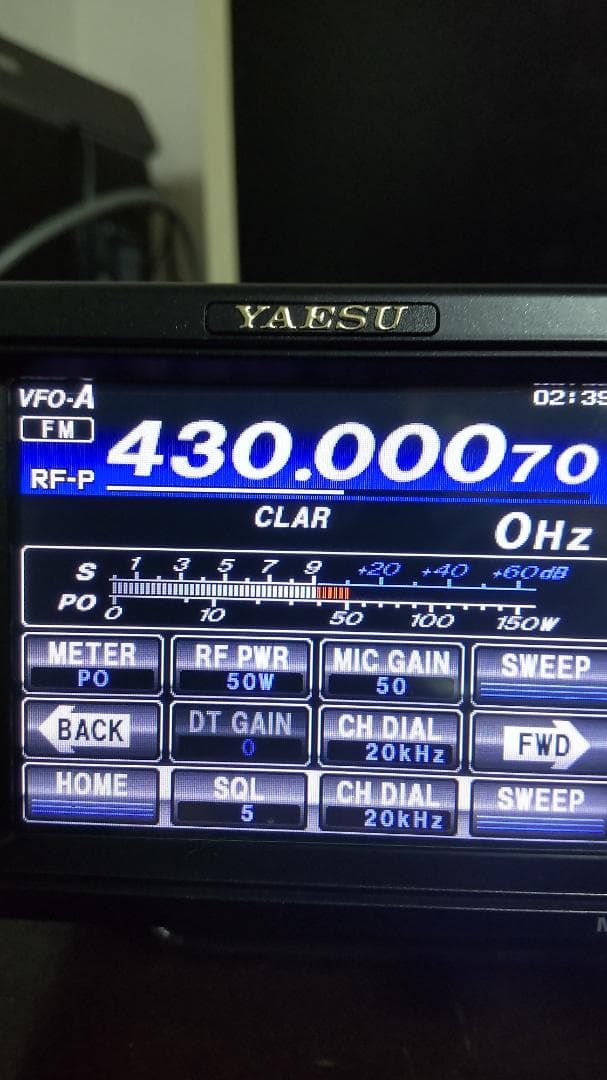 YAESU
VFO-A 02:39
FM 430.00070
RF-P
CLAR 0Hz
S 1 3 5 7 9 +20 +40 +60dB
PO 0 10 50 100 150W
METER RF PWR MIC GAIN SWEEP
PO 50W 50
BACK DT GAIN CH DIAL FWD
0 20kHz
HOME SQL CH DIAL SWEEP
5 20kHz